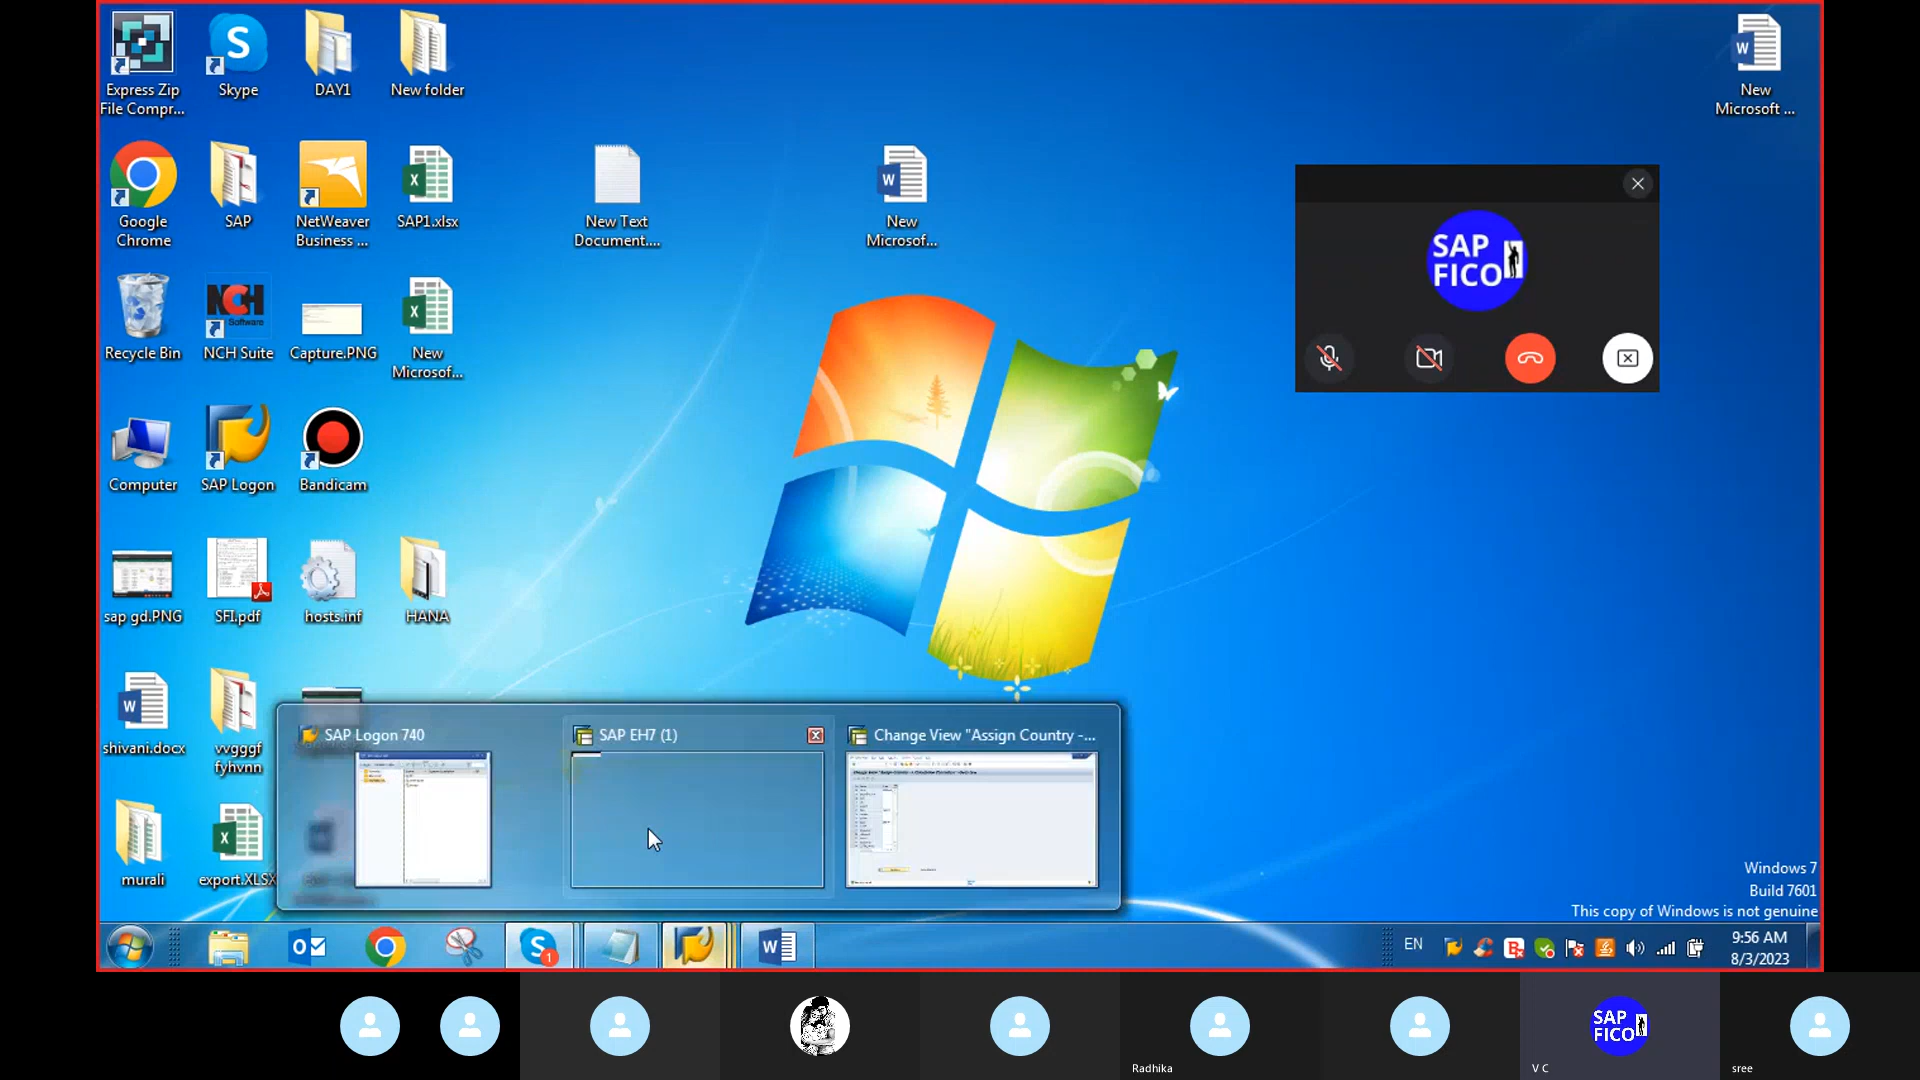 Express Zip
File Compr...
Skype
DAY1
New folder
New
Microsoft ...
Google
Chrome
SAP
NetWeaver
Business ...
SAP1.xlsx
New Text
Document....
New
Microsof...
SAP
FICO
Recycle Bin
NCH
Software
NCH Suite
Capture.PNG
New
Microsof...
Computer
SAP Logon
Bandicam
sap gd.PNG
SFI.pdf
hosts.inf
HANA
shivani.docx
vvgggf
fyhvnn
SAP Logon 740
SAP EH7 (1)
Change View "Assign Country -...
murali
export.XLSX
Windows 7
Build 7601
This copy of Windows is not genuine
1
EN
9:56 AM
8/3/2023
SAP
FICO
Radhika
V C
sree